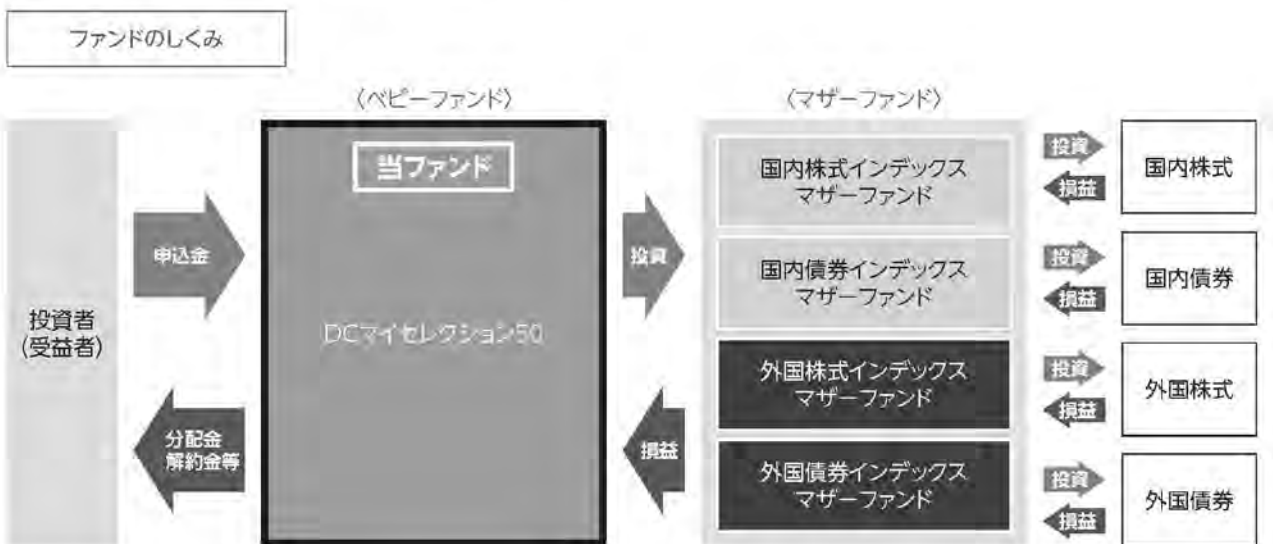 ファンドのしくみ
〈ベビーファンド〉
〈マザーファンド〉
投資者
(受益者)
申込金
分配金
解約金等
当ファンド
DCマイセレクション50
投資
損益
国内株式インデックス
マザーファンド
投資
損益
国内株式
国内債券インデックス
マザーファンド
投資
損益
国内債券
外国株式インデックス
マザーファンド
投資
損益
外国株式
外国債券インデックス
マザーファンド
投資
損益
外国債券